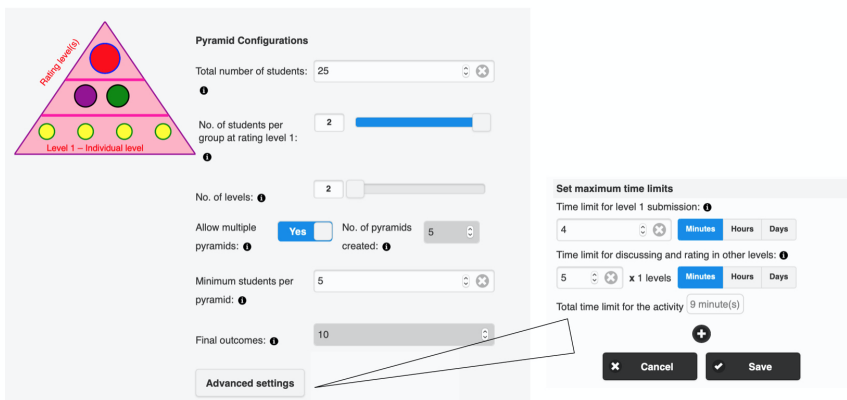 Rating level(s)
Level 1 – Individual level
Pyramid Configurations
Total number of students:
25
No. of students per
group at rating level 1:
2
No. of levels:
2
Allow multiple
pyramids:
Yes
No. of pyramids
created:
5
Minimum students per
pyramid:
5
Final outcomes:
10
Advanced settings
Set maximum time limits
Time limit for level 1 submission:
4 Minutes Hours Days
Time limit for discussing and rating in other levels:
5 x 1 levels Minutes Hours Days
Total time limit for the activity 9 minute(s)
Cancel Save